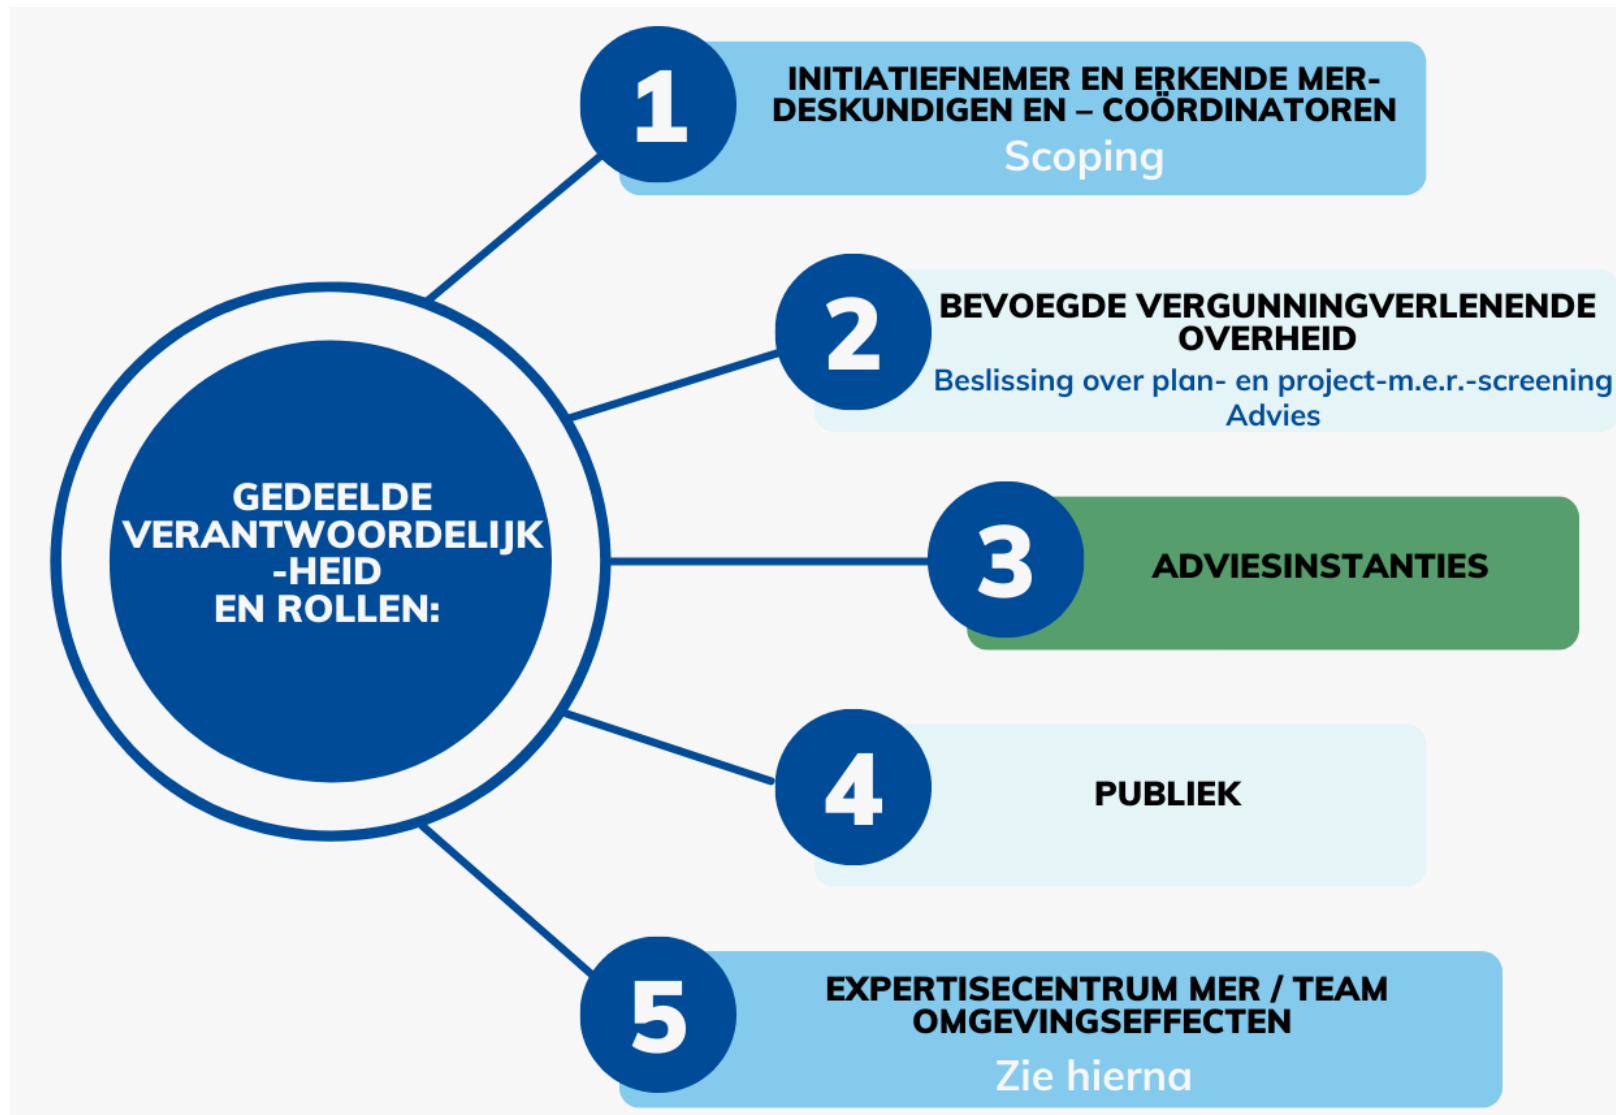 GEDEELDE
VERANTWOORDELIJK
-HEID
EN ROLLEN:
1
INITIATIEFNEMER EN ERKENDE MER-
DESKUNDIGEN EN – COÖRDINATOREN
Scoping
2
BEVOEGDE VERGUNNINGVERLENENDE
OVERHEID
Beslissing over plan- en project-m.e.r.-screening
Advies
3
ADVIESINSTANTIES
4
PUBLIEK
5
EXPERTISECENTRUM MER / TEAM
OMGEVINGSEFFECTEN
Zie hierna